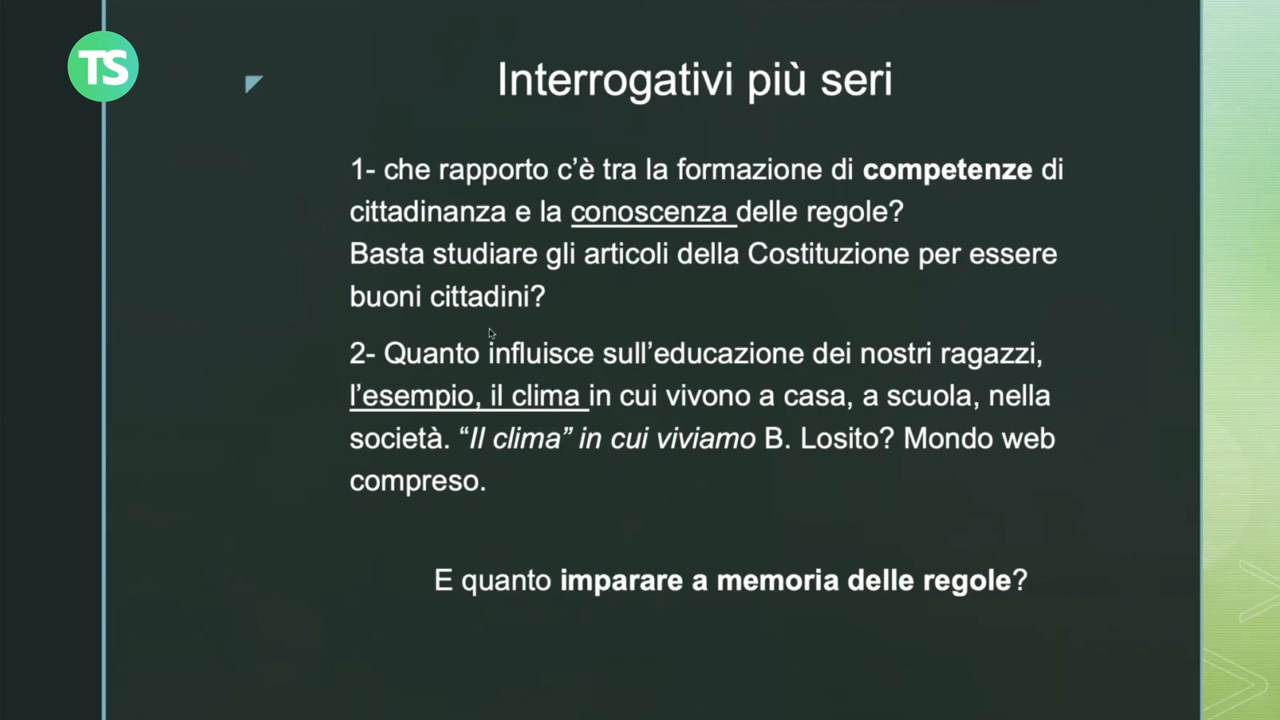 TS
Interrogativi più seri
1- che rapporto c’è tra la formazione di competenze di
cittadinanza e la conoscenza delle regole?
Basta studiare gli articoli della Costituzione per essere
buoni cittadini?
2- Quanto influisce sull’educazione dei nostri ragazzi,
l’esempio, il clima in cui vivono a casa, a scuola, nella
società. “Il clima” in cui viviamo B. Losito? Mondo web
compreso.
E quanto imparare a memoria delle regole?